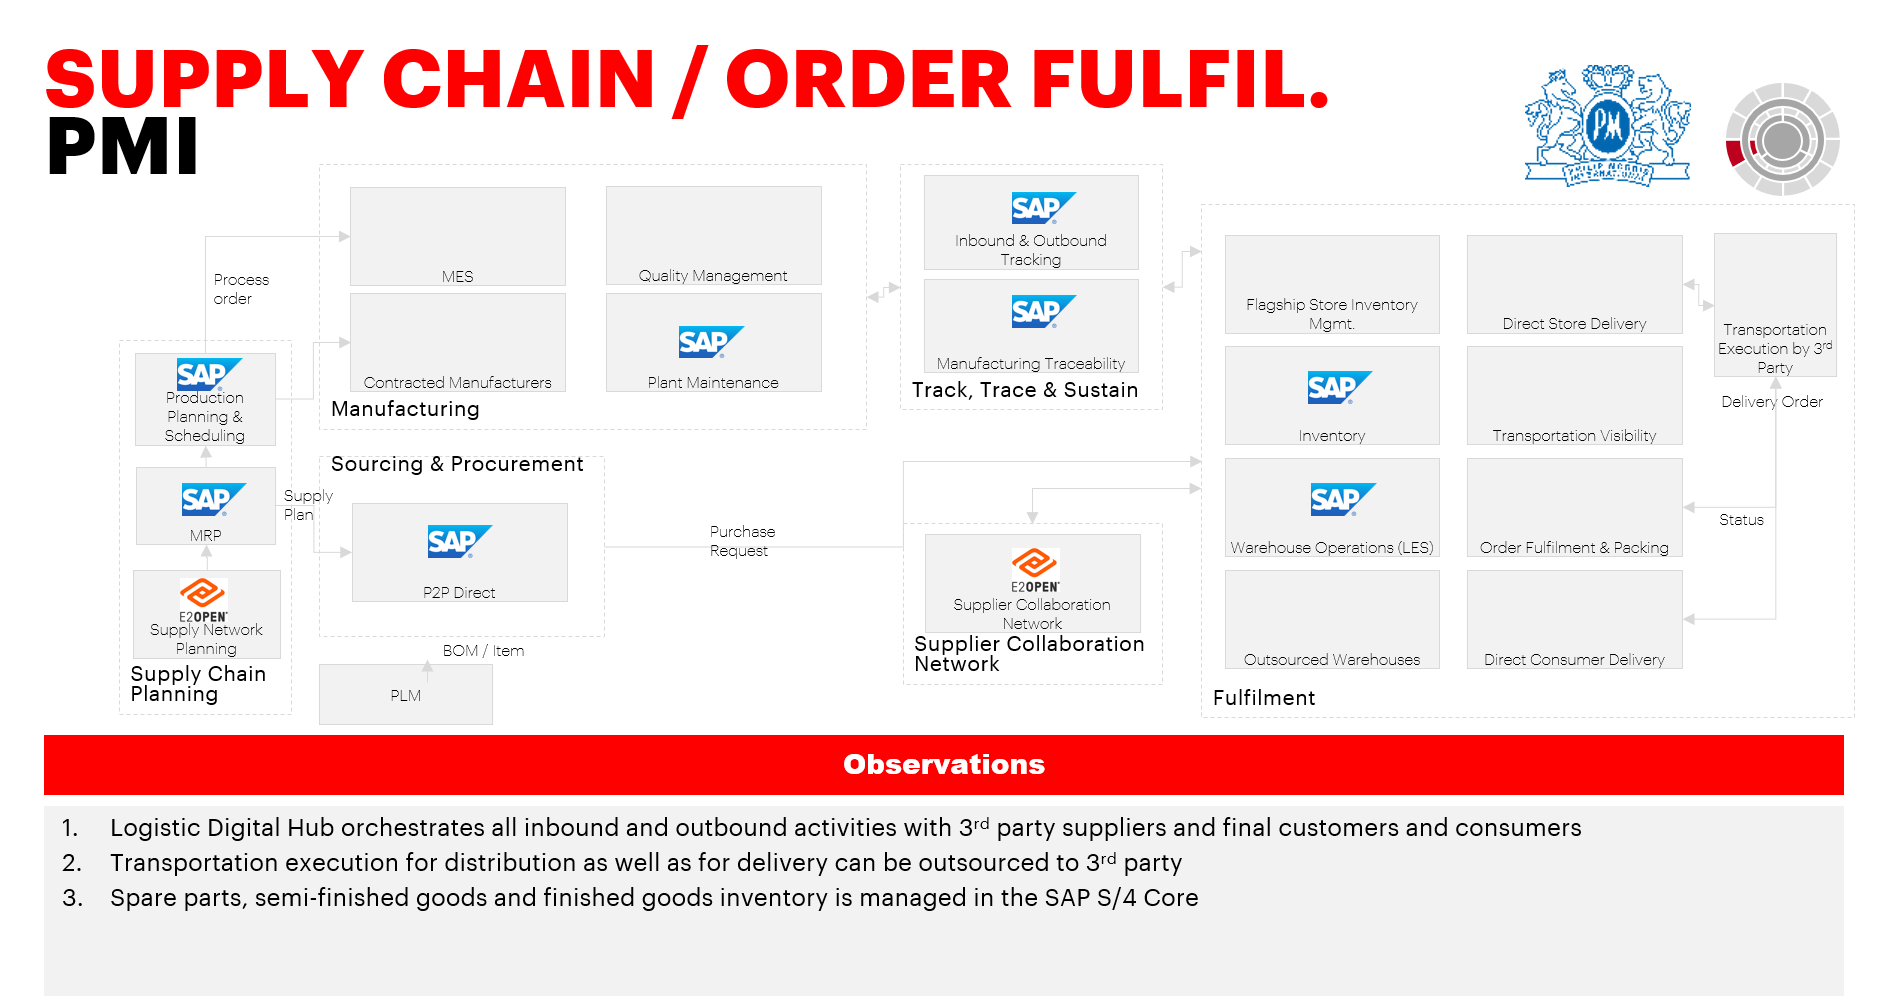 SUPPLY CHAIN / ORDER FULFIL.
PMI
PM
PHILIP MORRIS
INTERNATIONAL
MES
Quality Management
Contracted Manufacturers
SAP
Plant Maintenance
Manufacturing
SAP
Inbound & Outbound
Tracking
SAP
Manufacturing Traceability
Track, Trace & Sustain
Process
order
SAP
Production
Planning &
Scheduling
SAP
MRP
E2OPEN
Supply Network
Planning
Supply Chain
Planning
Supply
Plan
Sourcing & Procurement
SAP
P2P Direct
BOM / Item
PLM
Purchase
Request
E2OPEN
Supplier Collaboration
Network
Supplier Collaboration
Network
Flagship Store Inventory
Mgmt.
Direct Store Delivery
Transportation
Execution by 3rd
Party
Delivery Order
SAP
Inventory
Transportation Visibility
SAP
Warehouse Operations (LES)
Order Fulfilment & Packing
Status
Outsourced Warehouses
Direct Consumer Delivery
Fulfilment
Observations
1. Logistic Digital Hub orchestrates all inbound and outbound activities with 3rd party suppliers and final customers and consumers
2. Transportation execution for distribution as well as for delivery can be outsourced to 3rd party
3. Spare parts, semi-finished goods and finished goods inventory is managed in the SAP S/4 Core